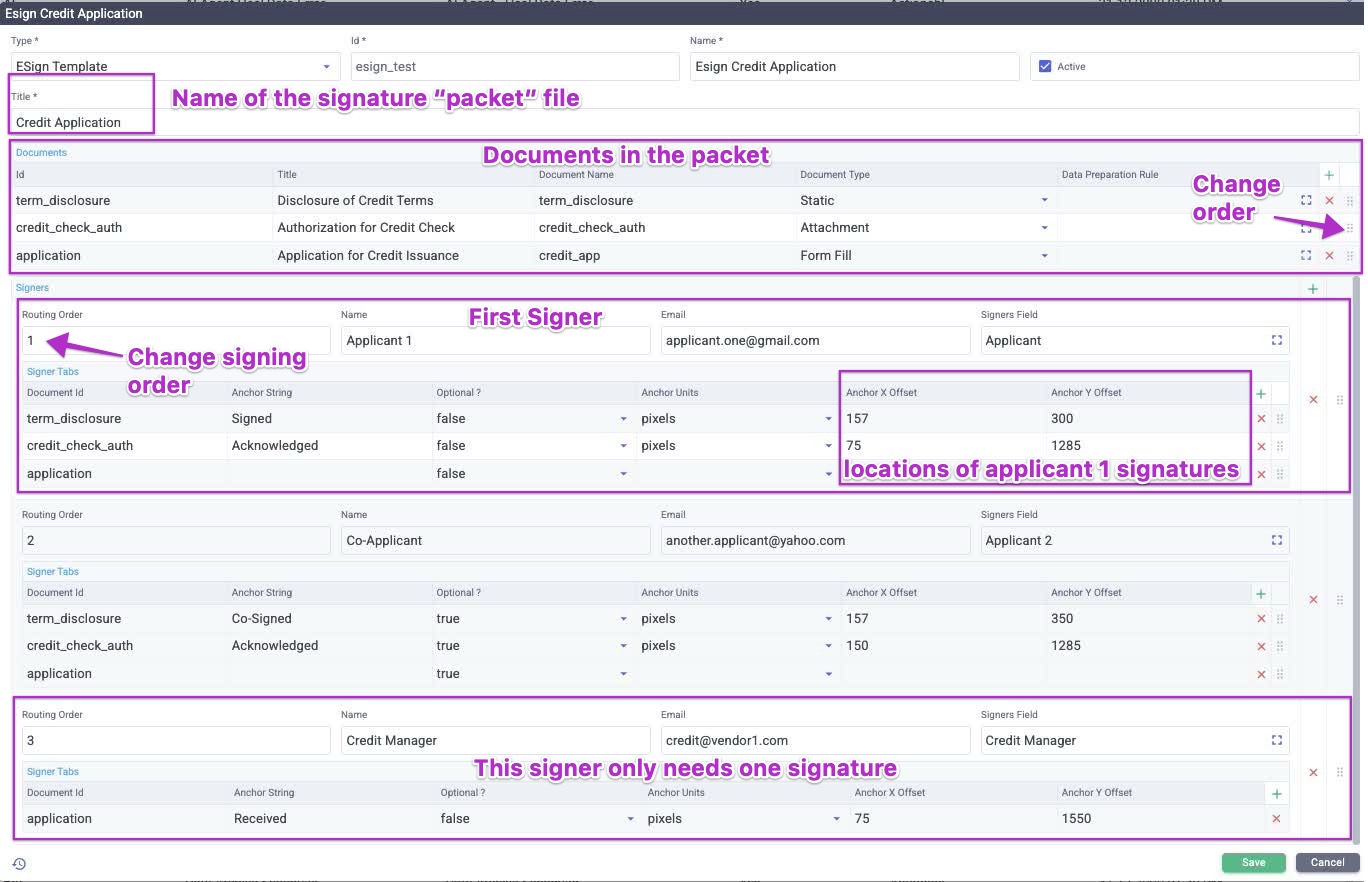 Esign Credit Application
Type * Id * Name *
ESign Template esign_test Esign Credit Application Active
Title * Name of the signature “packet” file
Credit Application
Documents Documents in the packet
Id Title Document Name Document Type Data Preparation Rule
Change order
term_disclosure Disclosure of Credit Terms term_disclosure Static
credit_check_auth Authorization for Credit Check credit_check_auth Attachment
application Application for Credit Issuance credit_app Form Fill
Signers
Routing Order Name First Signer Email Signers Field
1 Applicant 1 applicant.one@gmail.com Applicant
Change signing order
Signer Tabs
Document Id Anchor String Optional ? Anchor Units Anchor X Offset Anchor Y Offset
term_disclosure Signed false pixels 157 300
credit_check_auth Acknowledged false pixels 75 1285
application false
locations of applicant 1 signatures
Routing Order Name Email Signers Field
2 Co-Applicant another.applicant@yahoo.com Applicant 2
Signer Tabs
Document Id Anchor String Optional ? Anchor Units Anchor X Offset Anchor Y Offset
term_disclosure Co-Signed true pixels 157 350
credit_check_auth Acknowledged true pixels 150 1285
application true
Routing Order Name Email Signers Field
3 Credit Manager credit@vendor1.com Credit Manager
Signer Tabs This signer only needs one signature
Document Id Anchor String Optional ? Anchor Units Anchor X Offset Anchor Y Offset
application Received false pixels 75 1550
Save Cancel